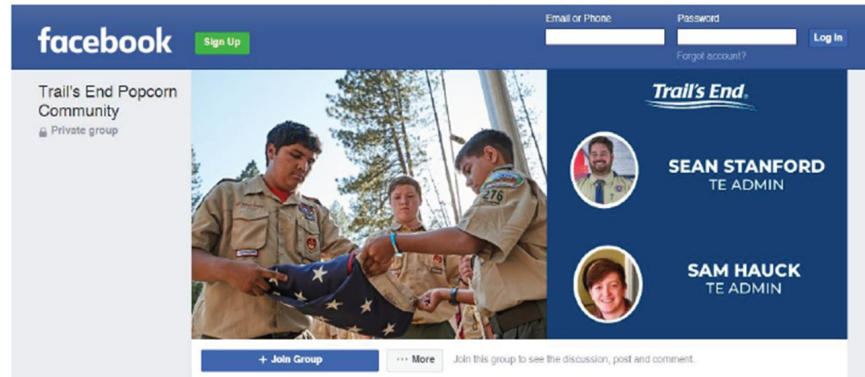 Email or Phone
Password
facebook
Sign Up
Log In
Forgot account?
Trail's End Popcorn
Community
Private group
Trail's End®
SEAN STANFORD
TE ADMIN
276
SAM HAUCK
TE ADMIN
+ Join Group
··· More
Join this group to see the discussion, post and comment.